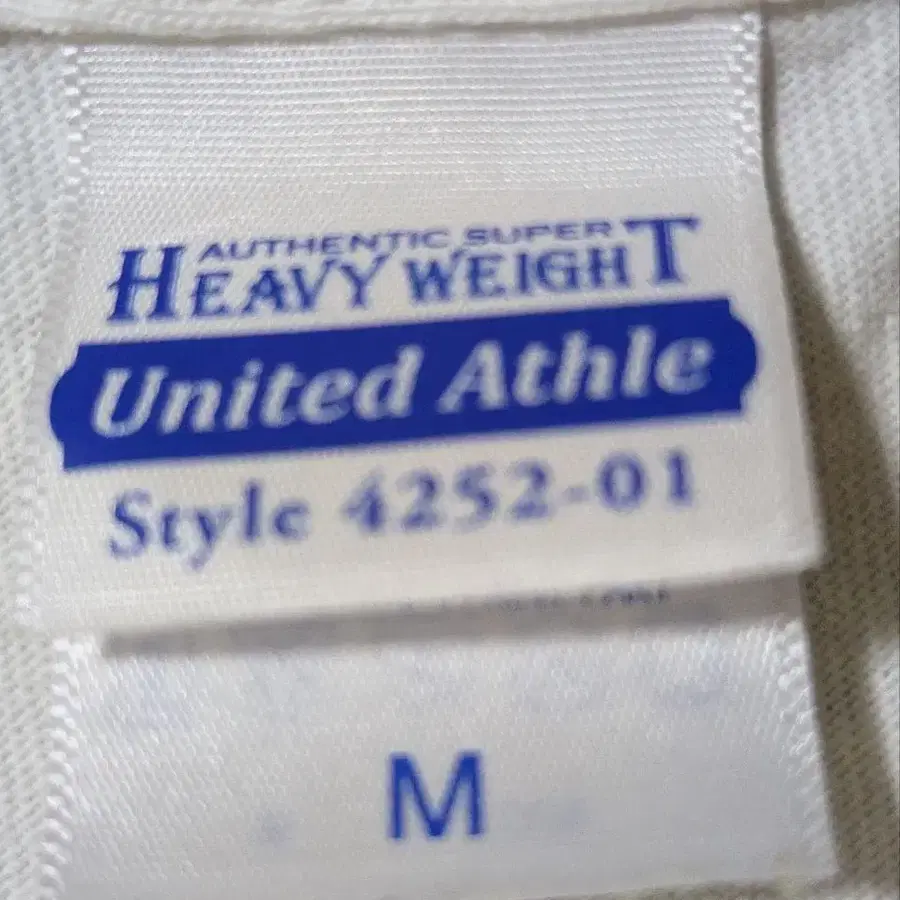 AUTHENTIC SUPER
HEAVY WEIGHT
United Athle
Style 4252-01
M